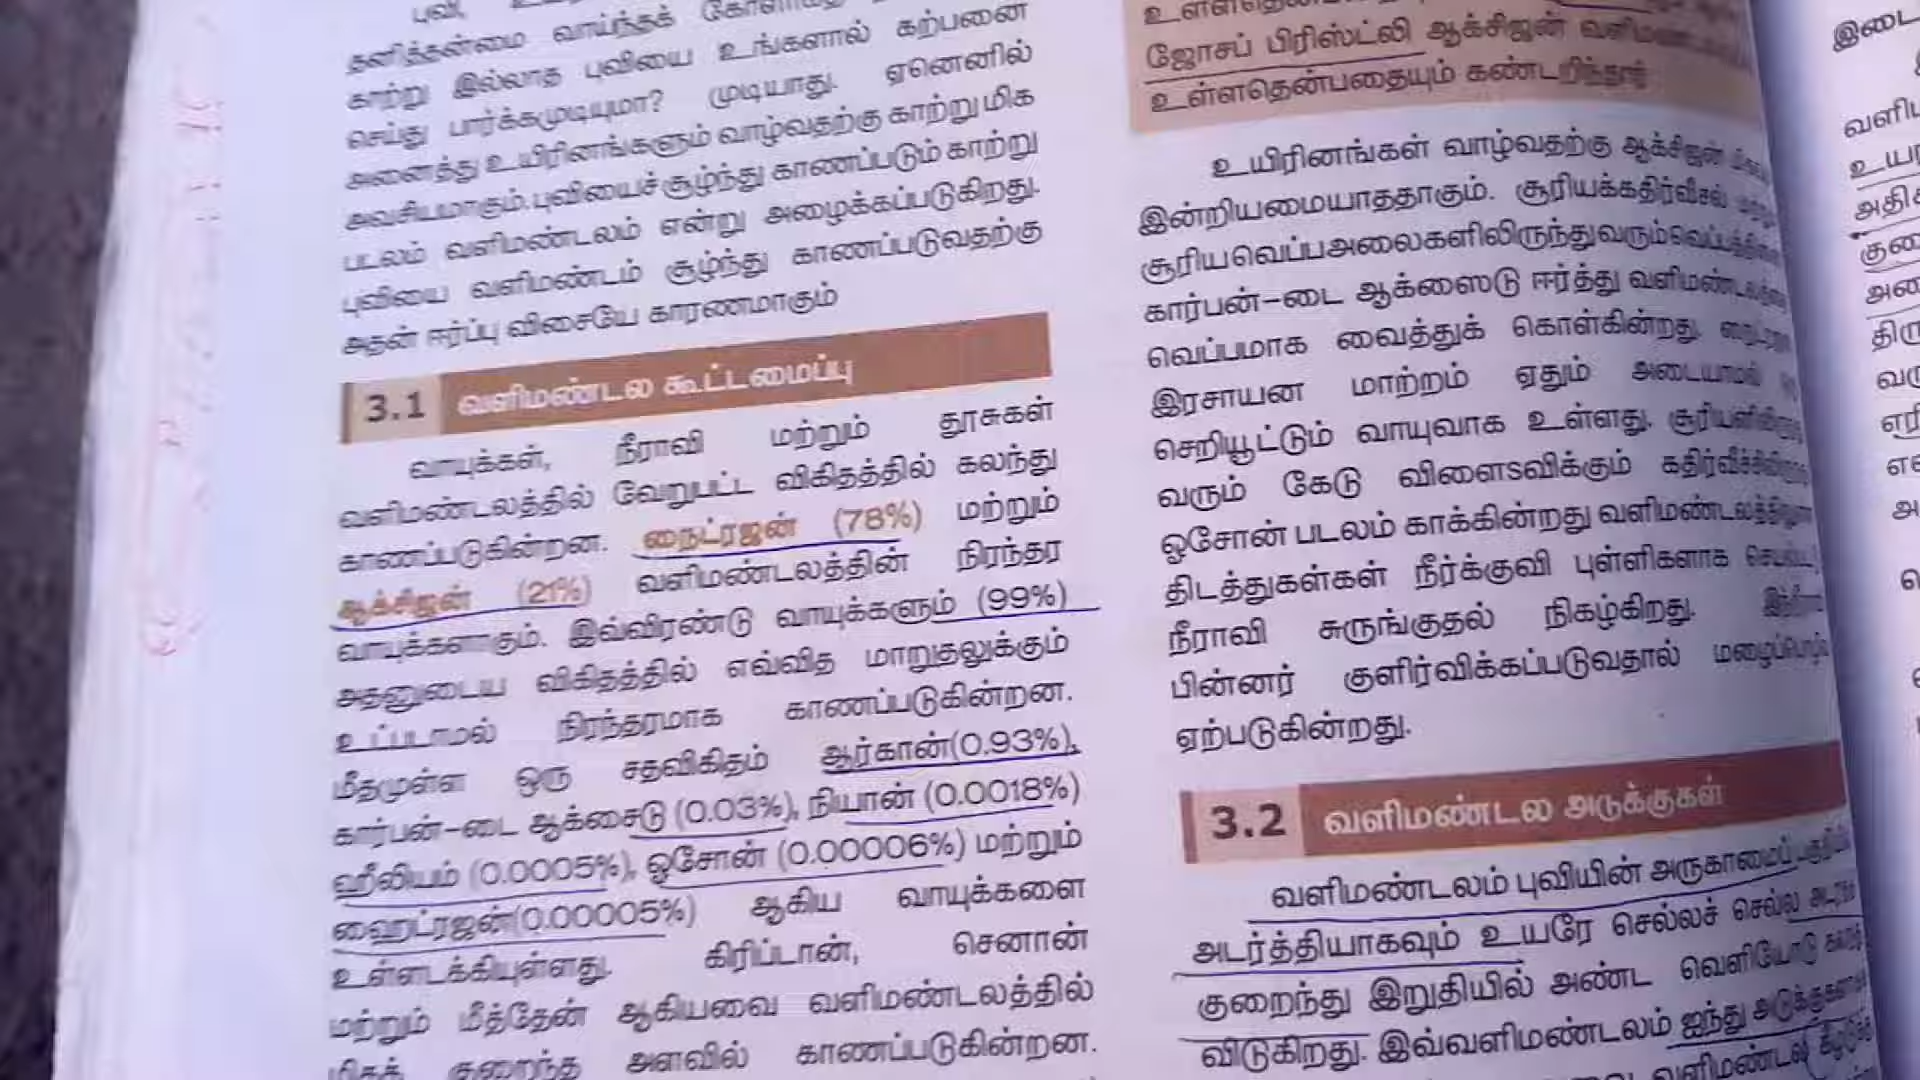 புவி,
தனித்தன்மை வாய்ந்தக்
காற்று இல்லாத புவியை உங்களால் கற்பனை
செய்து பார்க்கமுடியுமா? முடியாது. ஏனெனில்
அனைத்து உயிரினங்களும் வாழ்வதற்கு காற்று மிக
அவசியமாகும். புவியைச் சூழ்ந்து காணப்படும் காற்று
படலம் வளிமண்டலம் என்று அழைக்கப்படுகிறது.
புவியை வளிமண்டம் சூழ்ந்து காணப்படுவதற்கு
அதன் ஈர்ப்பு விசையே காரணமாகும்
3.1 வளிமண்டல கூட்டமைப்பு
வாயுக்கள், நீராவி மற்றும் தூசுகள்
வளிமண்டலத்தில் வேறுபட்ட விகிதத்தில் கலந்து
காணப்படுகின்றன. நைட்ரஜன் (78%) மற்றும்
ஆக்சிஜன் (21%) வளிமண்டலத்தின் நிரந்தர
வாயுக்களாகும். இவ்விரண்டு வாயுக்களும் (99%)
அதனுடைய விகிதத்தில் எவ்வித மாறுதலுக்கும்
உட்படாமல் நிரந்தரமாக காணப்படுகின்றன.
மீதமுள்ள ஒரு சதவிகிதம் ஆர்கான்(0.93%),
கார்பன்-டை ஆக்சைடு (0.03%), நியான் (0.0018%)
ஹீலியம் (0.0005%), ஓசோன் (0.00006%) மற்றும்
ஹைட்ரஜன்(0.00005%) ஆகிய வாயுக்களை
உள்ளடக்கியுள்ளது. கிரிப்டான், செனான்
மற்றும் மீத்தேன் ஆகியவை வளிமண்டலத்தில்
மிகக் குறைந்த அளவில் காணப்படுகின்றன.
ஜோசப் பிரிஸ்ட்லி ஆக்சிஜன்
உள்ளதென்பதையும் கண்டறிந்தார்
உயிரினங்கள் வாழ்வதற்கு ஆக்சிஜன்
இன்றியமையாததாகும். சூரியக்கதிர்வீசல்
சூரியவெப்பஅலைகளிலிருந்துவரும்
கார்பன்-டை ஆக்ஸைடு ஈர்த்து
வெப்பமாக வைத்துக் கொள்கின்றது.
இரசாயன மாற்றம் ஏதும் அடையாமல்
செறியூட்டும் வாயுவாக உள்ளது.
வரும் கேடு விளைsவிக்கும்
ஓசோன் படலம் காக்கின்றது
திடத்துகள்கள் நீர்க்குவி புள்ளிகளாக
நீராவி சுருங்குதல் நிகழ்கிறது.
பின்னர் குளிர்விக்கப்படுவதால்
ஏற்படுகின்றது.
3.2 வளிமண்டல அடுக்குகள்
வளிமண்டலம் புவியின் அருகாமைப்
அடர்த்தியாகவும் உயரே செல்லச் செல்ல
குறைந்து இறுதியில் அண்ட வெளியோடு
விடுகிறது. இவ்வளிமண்டலம் ஐந்து
வளிமண்டல